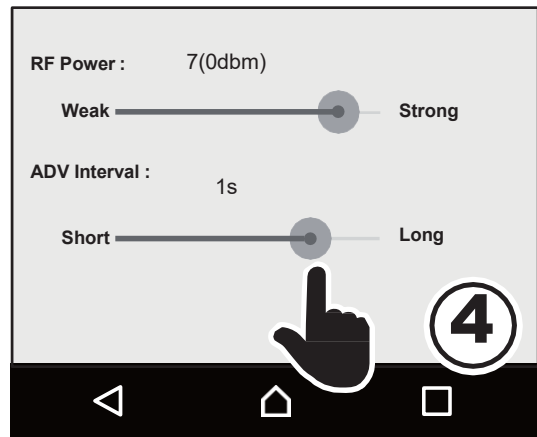 RF Power : 7(0dbm)
Weak Strong
ADV Interval : 1s
Short Long
4